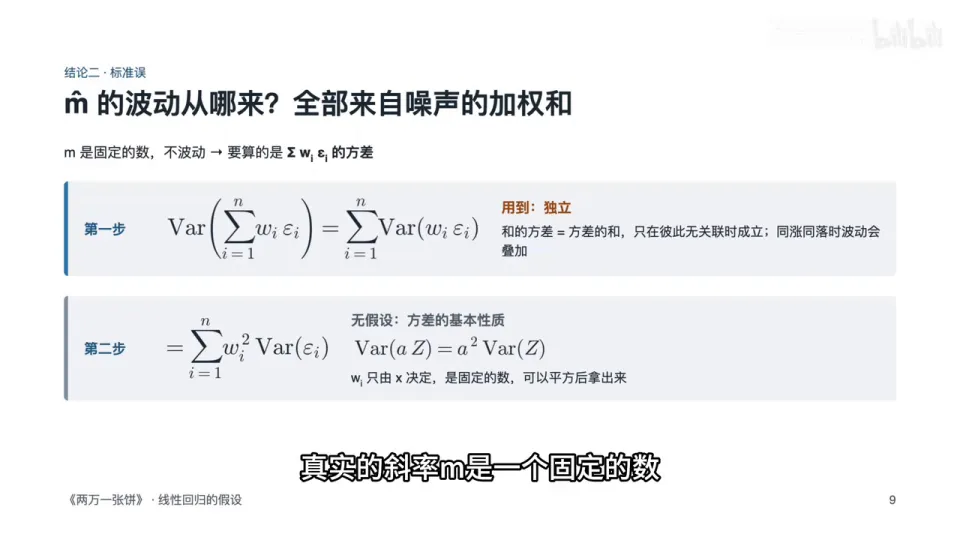 bilibili
结论二 · 标准误
m̂ 的波动从哪来？全部来自噪声的加权和
m 是固定的数，不波动 → 要算的是 Σ wᵢ εᵢ 的方差
用到：独立
第一步 Var(∑ⁿᵢ₌₁ wᵢ εᵢ) = ∑ⁿᵢ₌₁ Var(wᵢ εᵢ)
和的方差 = 方差的和，只在彼此无关联时成立；同涨同落时波动会
叠加
无假设：方差的基本性质
第二步 = ∑ⁿᵢ₌₁ wᵢ² Var(εᵢ)
Var(a Z) = a² Var(Z)
wᵢ 只由 x 决定，是固定的数，可以平方后拿出来
真实的斜率m是一个固定的数
《两万一张饼》 · 线性回归的假设
9